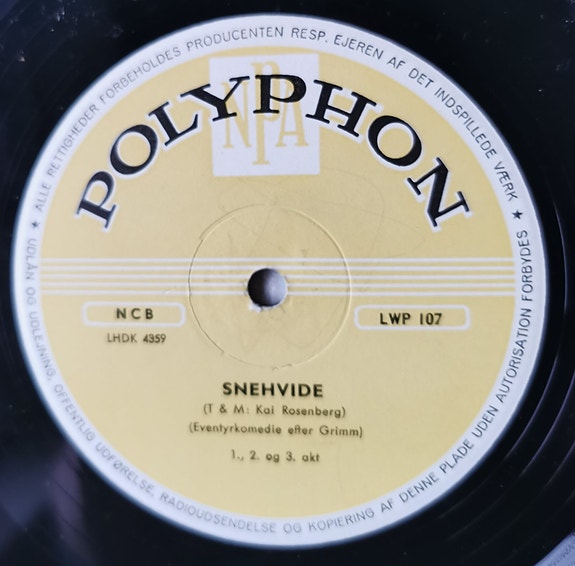 ★ ALLE RETTIGHEDER FORBEHOLDES PRODUCENTEN RESP. EJEREN AF DET INDSPILLEDE VÆRK ★
UDLÅN OG UDLEJNING, OFFENTLIG UDFØRELSE, RADIOUDSENDELSE OG KOPIERING AF DENNE PLADE UDEN AUTORISATION FORBYDES
NPA
POLYPHON
NCB
LHDK 4359
LWP 107
SNEHVIDE
(T & M: Kai Rosenberg)
(Eventyrkomedie efter Grimm)
1., 2. og 3. akt